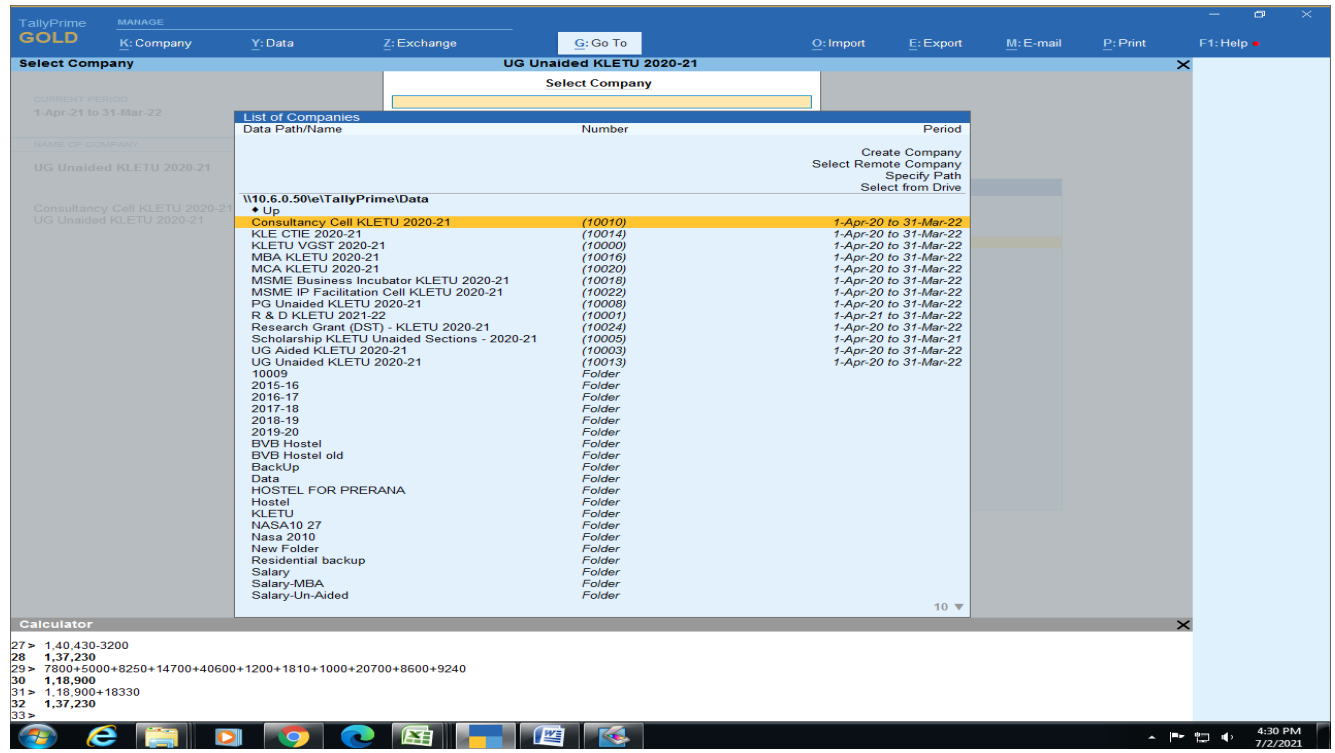 TallyPrime MANAGE
GOLD K: Company Y: Data Z: Exchange G: Go To O: Import E: Export M: E-mail P: Print F1: Help
Select Company UG Unaided KLETU 2020-21
Select Company
CURRENT PERIOD
1-Apr-21 to 31-Mar-22
NAME OF COMPANY
UG Unaided KLETU 2020-21
Consultancy Cell KLETU 2020-21
UG Unaided KLETU 2020-21
List of Companies
Data Path/Name Number Period
Create Company
Select Remote Company
Specify Path
Select from Drive
\\10.6.0.50\e\TallyPrime\Data
◆ Up
Consultancy Cell KLETU 2020-21 (10010) 1-Apr-20 to 31-Mar-22
KLE CTIE 2020-21 (10014) 1-Apr-20 to 31-Mar-22
KLETU VGST 2020-21 (10000) 1-Apr-20 to 31-Mar-22
MBA KLETU 2020-21 (10016) 1-Apr-20 to 31-Mar-22
MCA KLETU 2020-21 (10020) 1-Apr-20 to 31-Mar-22
MSME Business Incubator KLETU 2020-21 (10018) 1-Apr-20 to 31-Mar-22
MSME IP Facilitation Cell KLETU 2020-21 (10022) 1-Apr-20 to 31-Mar-22
PG Unaided KLETU 2020-21 (10008) 1-Apr-20 to 31-Mar-22
R & D KLETU 2021-22 (10001) 1-Apr-21 to 31-Mar-22
Research Grant (DST) - KLETU 2020-21 (10024) 1-Apr-20 to 31-Mar-22
Scholarship KLETU Unaided Sections - 2020-21 (10005) 1-Apr-20 to 31-Mar-21
UG Aided KLETU 2020-21 (10003) 1-Apr-20 to 31-Mar-22
UG Unaided KLETU 2020-21 (10013) 1-Apr-20 to 31-Mar-22
10009 Folder
2015-16 Folder
2016-17 Folder
2017-18 Folder
2018-19 Folder
2019-20 Folder
BVB Hostel Folder
BVB Hostel old Folder
BackUp Folder
Data Folder
HOSTEL FOR PRERANA Folder
Hostel Folder
KLETU Folder
NASA10 27 Folder
Nasa 2010 Folder
New Folder Folder
Residential backup Folder
Salary Folder
Salary-MBA Folder
Salary-Un-Aided Folder
10 ▼
Calculator
27> 1,40,430-3200
28 1,37,230
29> 7800+5000+8250+14700+40600+1200+1810+1000+20700+8600+9240
30 1,18,900
31> 1,18,900+18330
32 1,37,230
33>
4:30 PM
7/2/2021